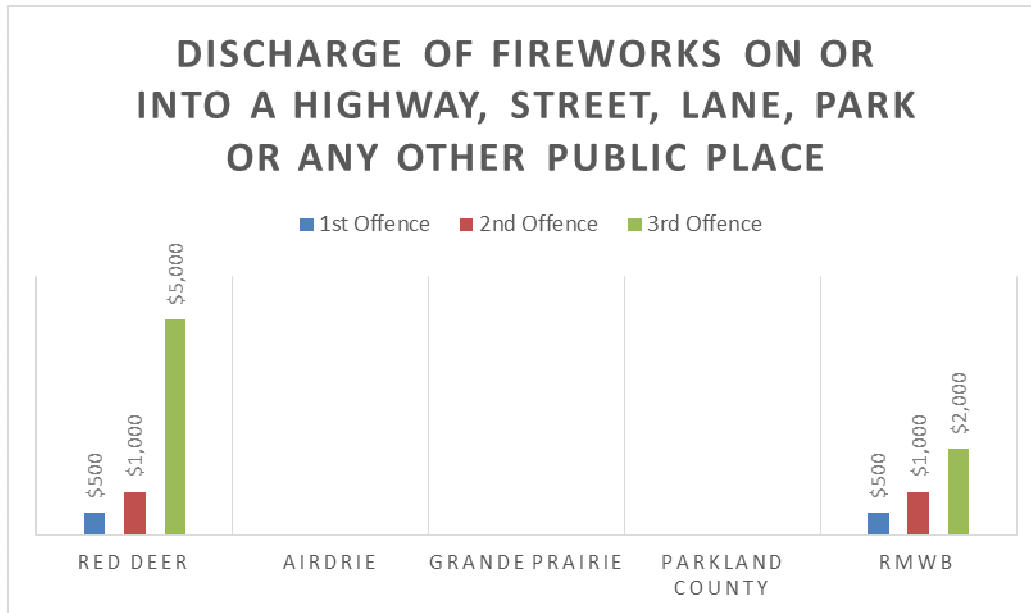 DISCHARGE OF FIREWORKS ON OR
INTO A HIGHWAY, STREET, LANE, PARK
OR ANY OTHER PUBLIC PLACE
1st Offence 2nd Offence 3rd Offence
$500
$1,000
$5,000
$500
$1,000
$2,000
RED DEER AIRDRIE GRANDE PRAIRIE PARKLAND RMWB
COUNTY